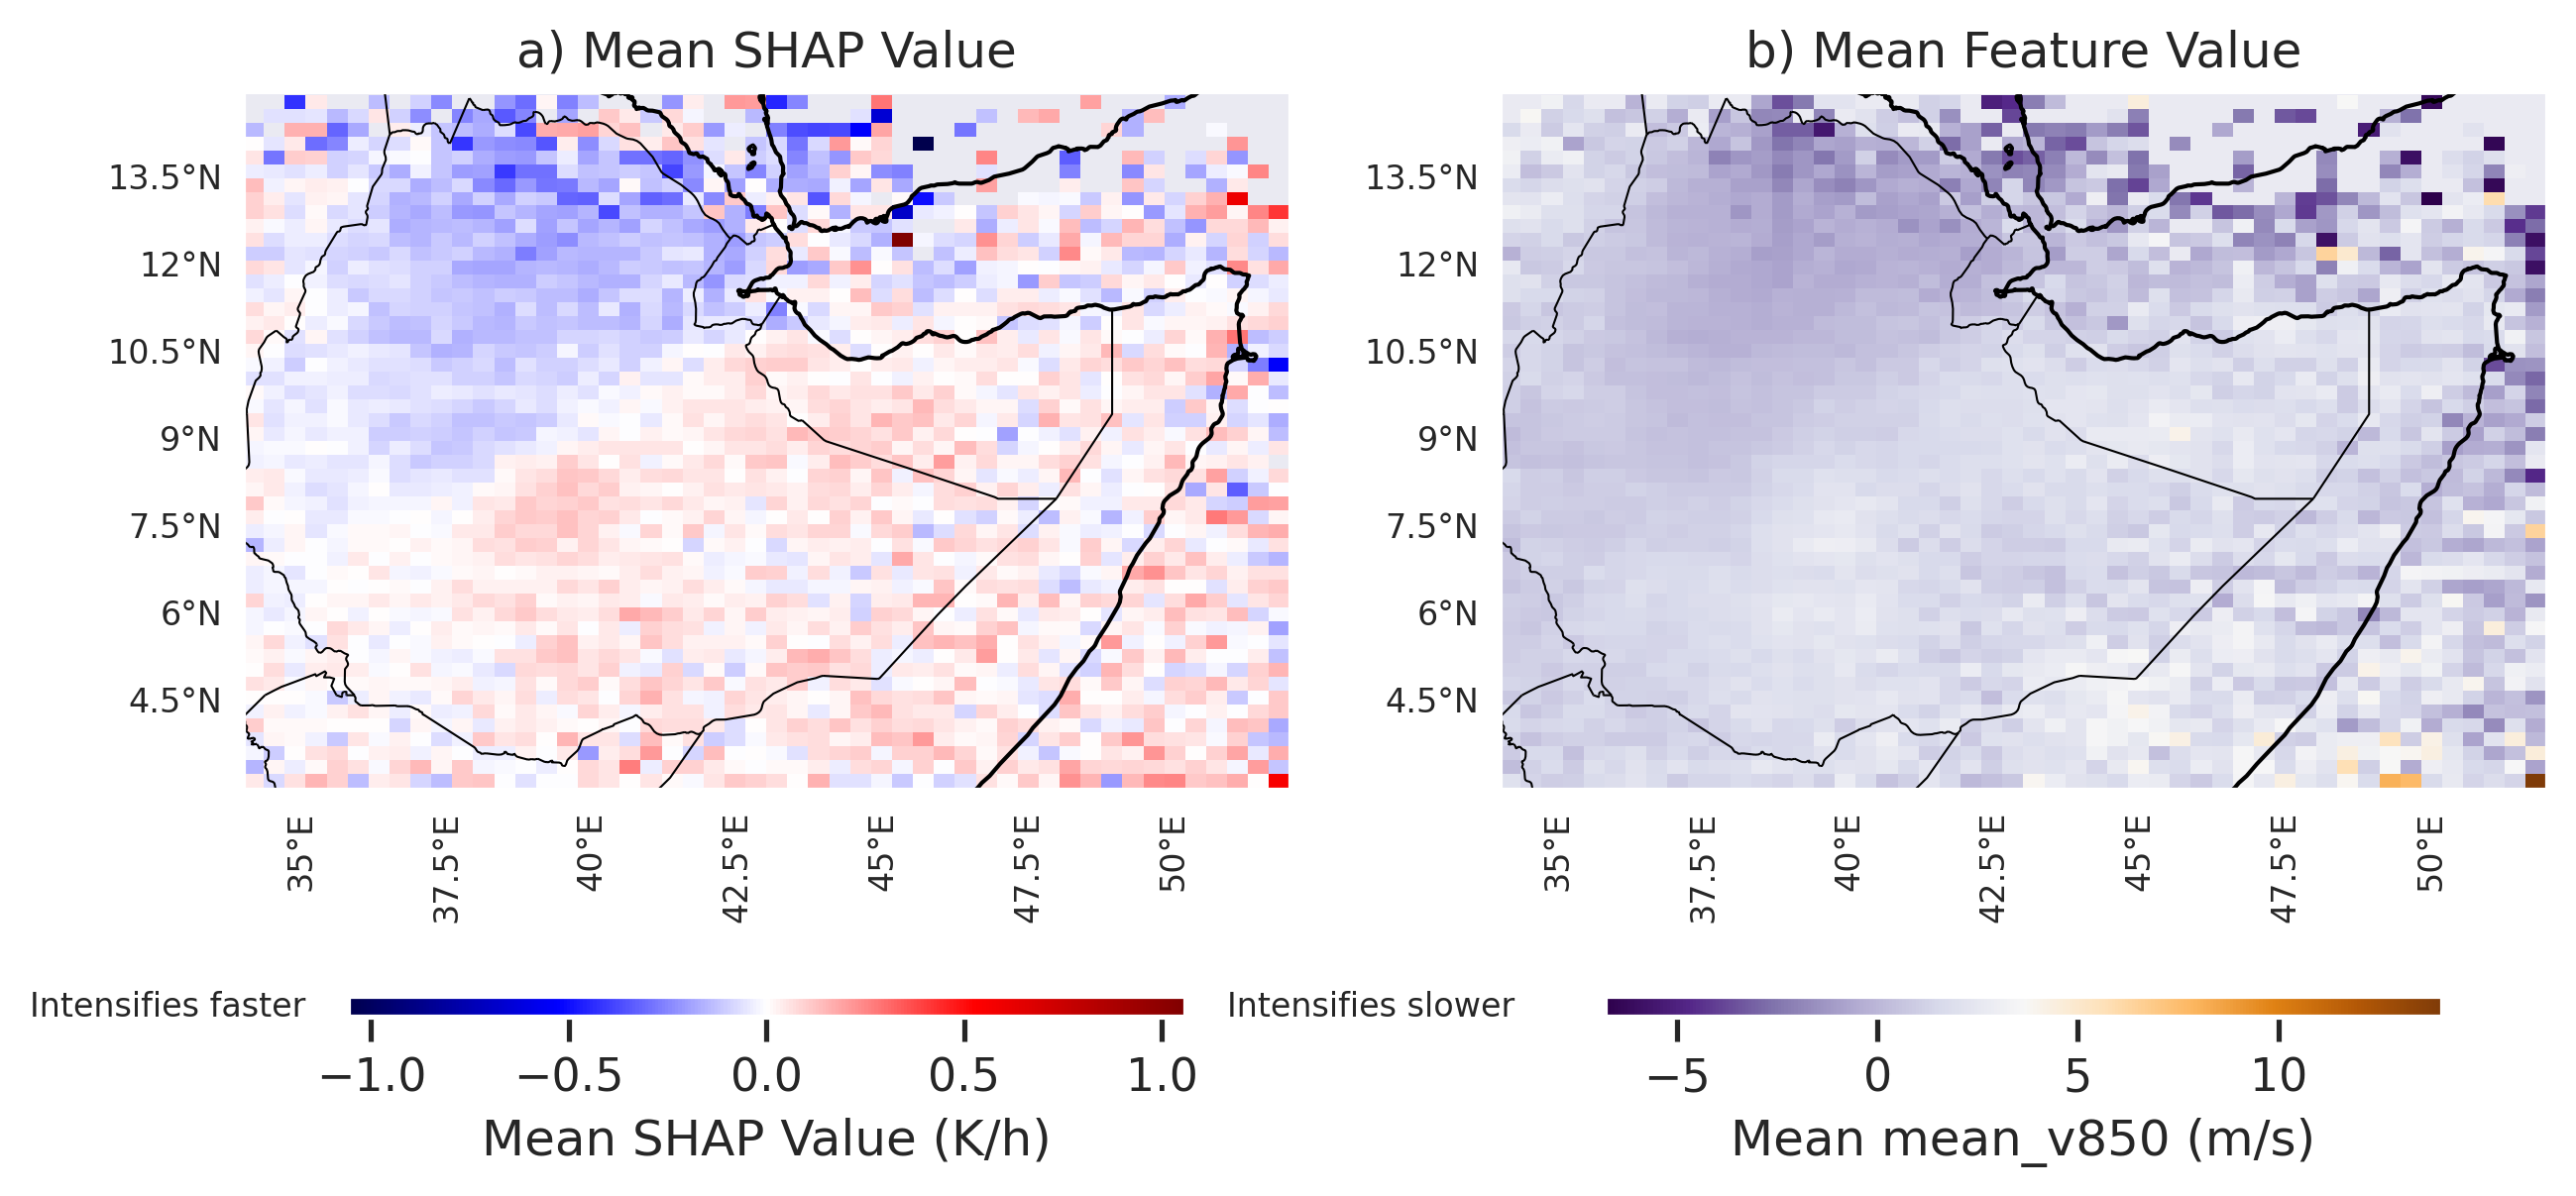 a) Mean SHAP Value
13.5°N
12°N
10.5°N
9°N
7.5°N
6°N
4.5°N
35°E
37.5°E
40°E
42.5°E
45°E
47.5°E
50°E
Intensifies faster
Intensifies slower
−1.0
−0.5
0.0
0.5
1.0
Mean SHAP Value (K/h)
b) Mean Feature Value
13.5°N
12°N
10.5°N
9°N
7.5°N
6°N
4.5°N
35°E
37.5°E
40°E
42.5°E
45°E
47.5°E
50°E
−5
0
5
10
Mean mean_v850 (m/s)